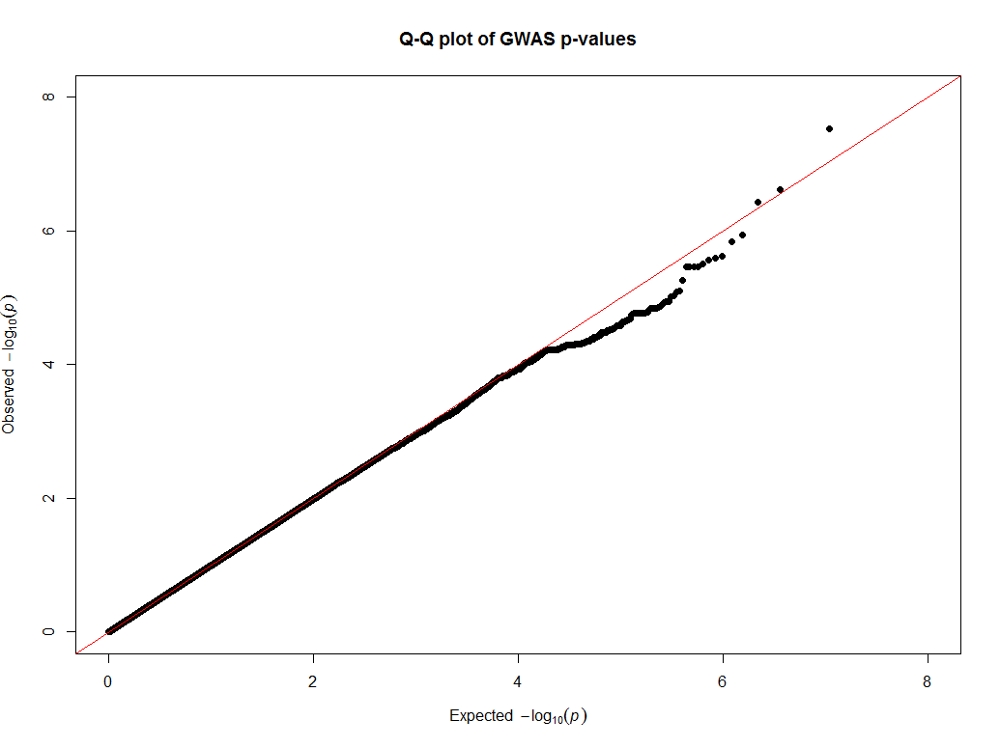 Q-Q plot of GWAS p-values
8
6
4
2
0
Observed −log10(p)
0 2 4 6 8
Expected −log10(p)